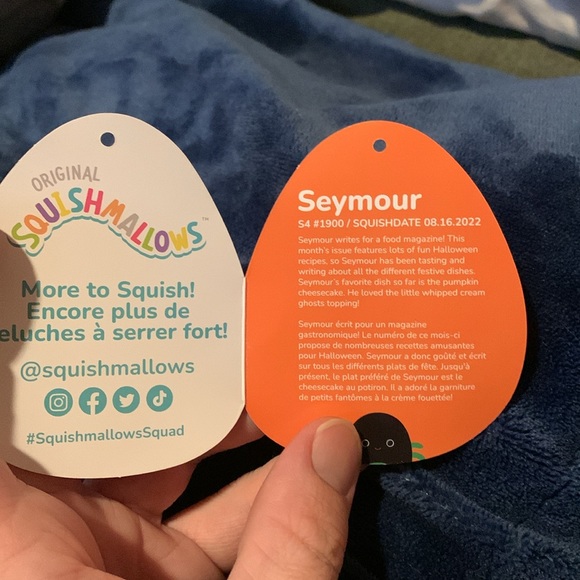 ORIGINAL
SQUISHMALLOWS™
More to Squish!
Encore plus de
eluches à serrer fort!
@squishmallows
#SquishmallowsSquad
Seymour
S4 #1900 / SQUISHDATE 08.16.2022
Seymour writes for a food magazine! This
month's issue features lots of fun Halloween
recipes, so Seymour has been tasting and
writing about all the different festive dishes.
Seymour's favorite dish so far is the pumpkin
cheesecake. He loved the little whipped cream
ghosts topping!
Seymour écrit pour un magazine
gastronomique! Le numéro de ce mois-ci
propose de nombreuses recettes amusantes
pour Halloween. Seymour a donc goûté et écrit
sur tous les différents plats de fête. Jusqu'à
présent, le plat préféré de Seymour est le
cheesecake au potiron. Il a adoré la garniture
de petits fantômes à la crème fouettée!